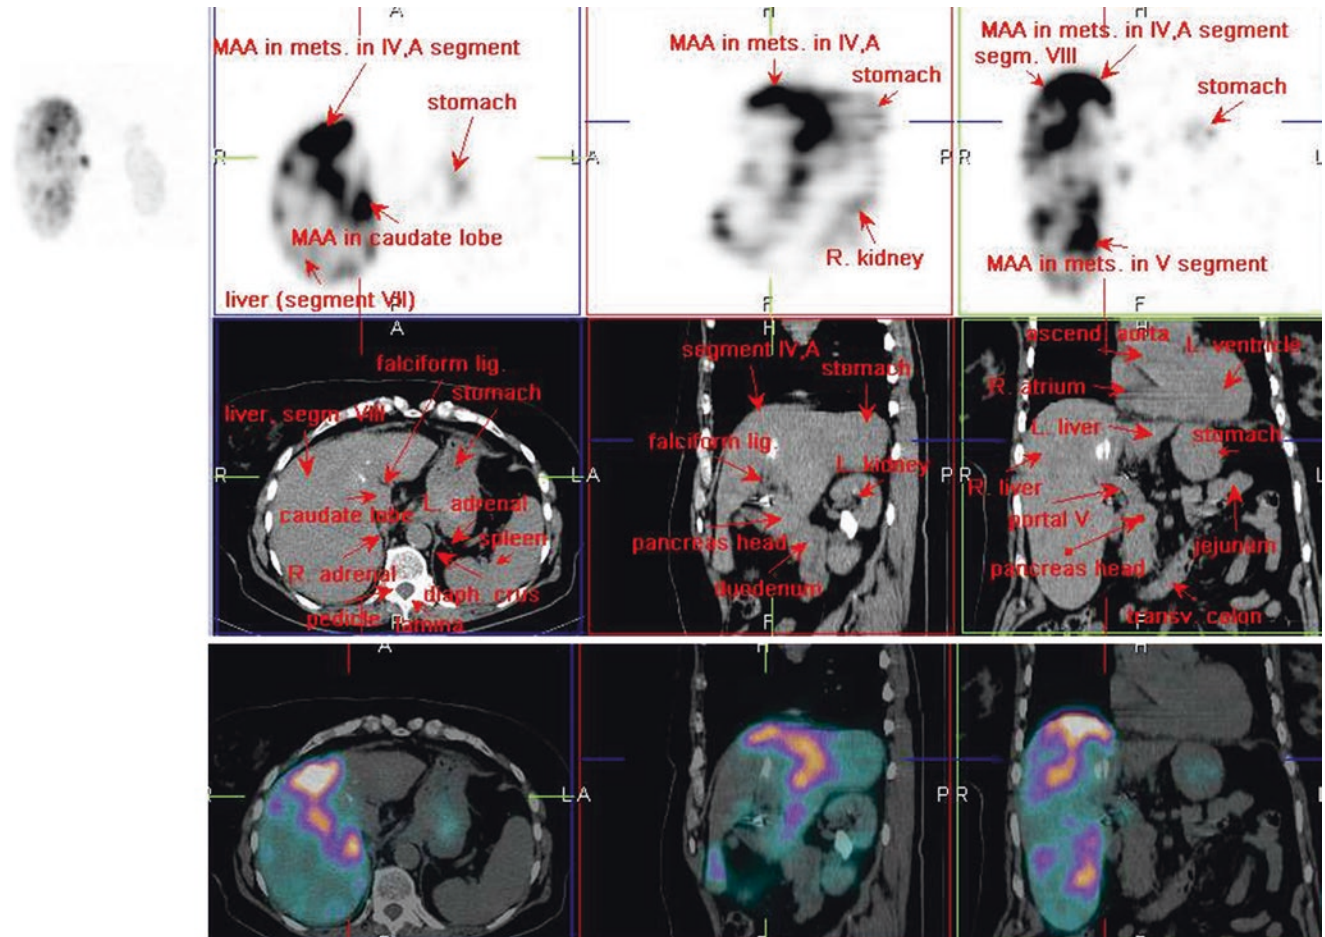 A
H
H
MAA in mets. in IV,A segment
MAA in mets. in IV,A
MAA in mets. in IV,A segment
segm. VIII
stomach
stomach
stomach
R
L
A
P
R
L
MAA in caudate lobe
R. kidney
MAA in mets. in V segment
liver (segment VII)
P
F
F
A
H
H
falciform lig.
stomach
liver, segm. VIII
segment IV,A
stomach
ascend. aorta
L. ventricle
R. atrium
L. liver
stomach
falciform lig.
L. kidney
R
L
A
P
R
L
caudate lobe
L. adrenal
spleen
R. liver
portal V.
jejunum
pancreas head
pancreas head
R. adrenal
diaph. crus
duodenum
pedicle
lamina
transv. colon
P
F
F
A
H
H
R
L
A
P
R